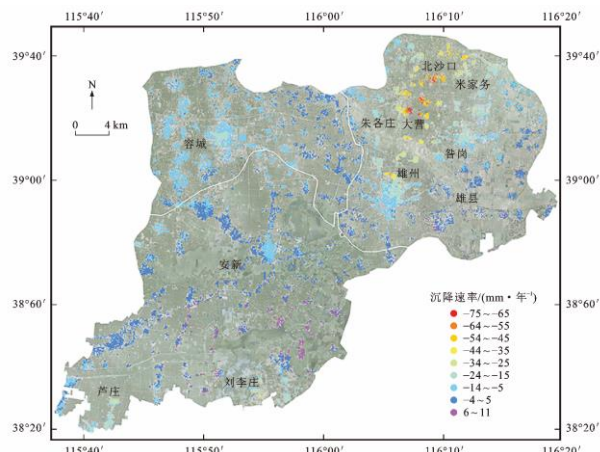 115°40′ 115°50′ 116°00′ 116°10′ 116°20′
39°40′
39°40′
N
0 4 km
北沙口
米家务
朱各庄
大营
容城
昝岗
雄州
39°00′
39°00′
雄县
安新
38°60′
38°60′
沉降速率/(mm·年⁻¹)
-75~-65
-64~-55
-54~-45
-44~-35
-34~-25
-24~-15
-14~-5
-4~5
6~11
芦庄
刘李庄
38°20′
38°20′
115°40′ 115°50′ 116°00′ 116°10′ 116°20′